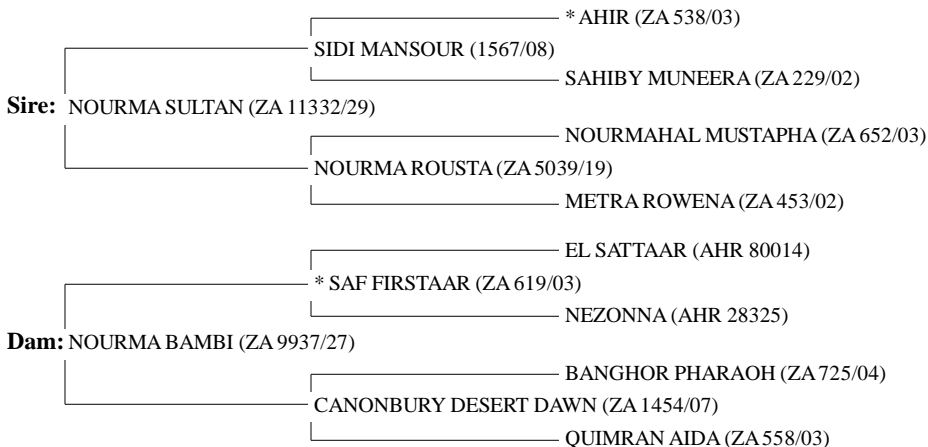 * AHIR (ZA 538/03)
SIDI MANSOUR (1567/08)
SAHIBY MUNEERA (ZA 229/02)
Sire: NOURMA SULTAN (ZA 11332/29)
NOURMAHAL MUSTAPHA (ZA 652/03)
NOURMA ROUSTA (ZA 5039/19)
METRA ROWENA (ZA 453/02)
EL SATTAAR (AHR 80014)
* SAF FIRSTAAR (ZA 619/03)
NEZONNA (AHR 28325)
Dam: NOURMA BAMBI (ZA 9937/27)
BANGHOR PHARAOH (ZA 725/04)
CANONBURY DESERT DAWN (ZA 1454/07)
QUIMRAN AIDA (ZA 558/03)